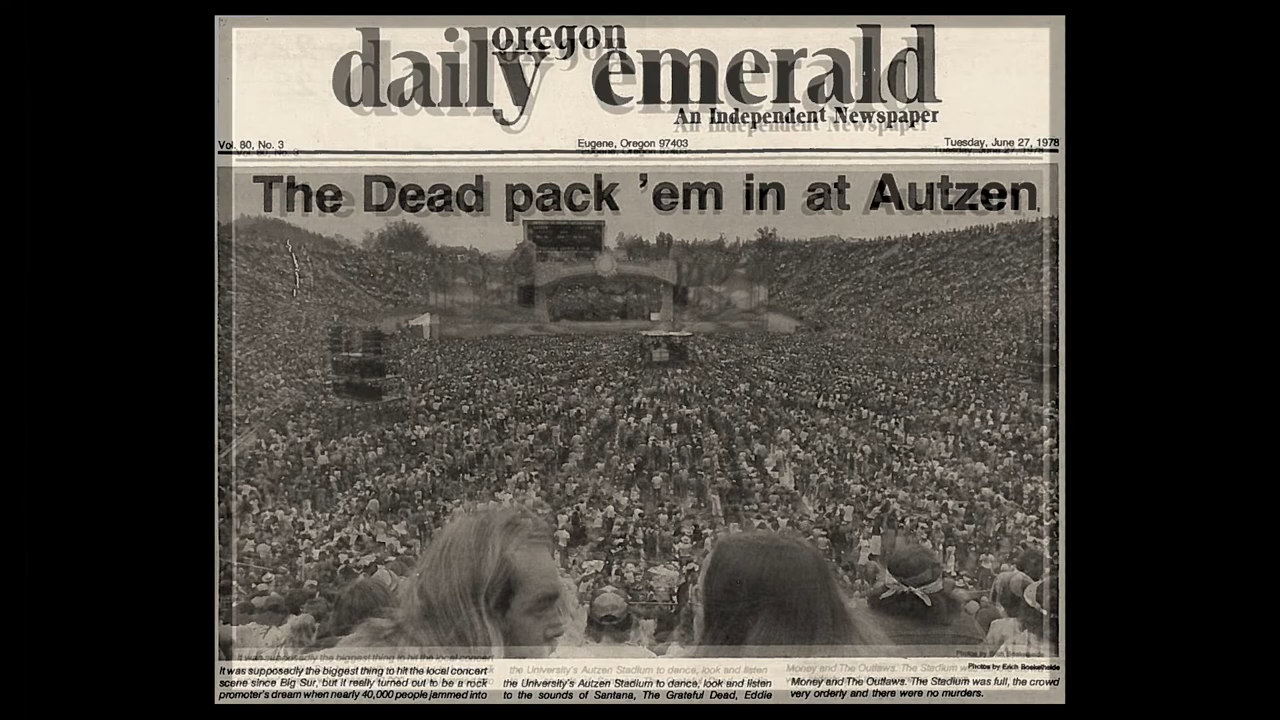 oregon
daily emerald
An Independent Newspaper
Vol. 80, No. 3 Eugene, Oregon 97403 Tuesday, June 27, 1978
The Dead pack 'em in at Autzen
Photos by Erich Boekelheide
It was supposedly the biggest thing to hit the local concert
scene since Big Sur, but it really turned out to be a rock
promoter's dream when nearly 40,000 people jammed into
the University's Autzen Stadium to dance, look and listen
to the sounds of Santana, The Grateful Dead, Eddie
Money and The Outlaws. The Stadium was full, the crowd
very orderly and there were no murders.